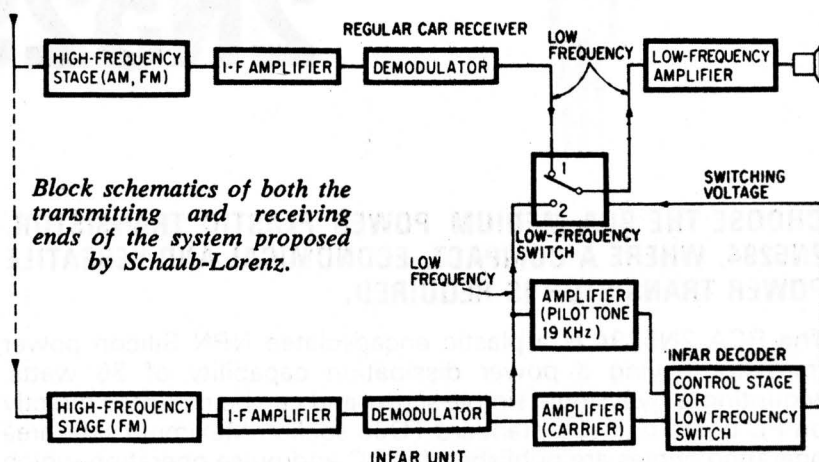 REGULAR CAR RECEIVER
HIGH-FREQUENCY
STAGE (AM, FM)
I-F AMPLIFIER
DEMODULATOR
LOW
FREQUENCY
LOW-FREQUENCY
AMPLIFIER
1
2
LOW-FREQUENCY
SWITCH
SWITCHING
VOLTAGE
Block schematics of both the
transmitting and receiving
ends of the system proposed
by Schaub-Lorenz.
LOW
FREQUENCY
AMPLIFIER
(PILOT TONE
19 KHz)
INFAR DECODER
CONTROL STAGE
FOR
LOW FREQUENCY
SWITCH
HIGH-FREQUENCY
STAGE (FM)
I-F AMPLIFIER
DEMODULATOR
AMPLIFIER
(CARRIER)
INFAR UNIT